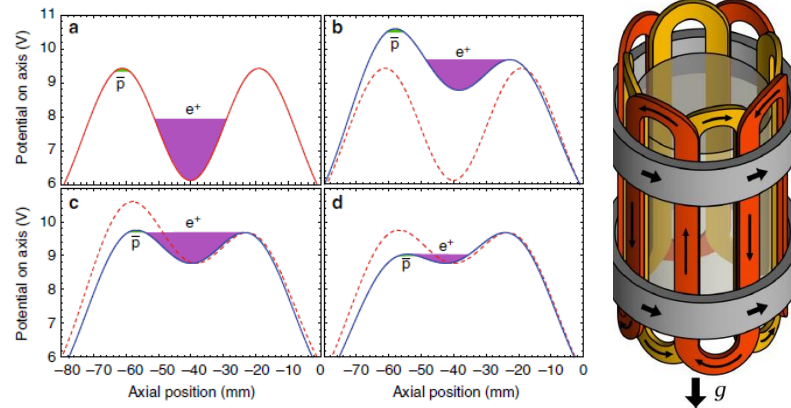 a
b
Potential on axis (V)
11
10
9
8
7
6
p̅
e⁺
p̅
e⁺
c
d
Potential on axis (V)
10
9
8
7
6
p̅
e⁺
p̅
e⁺
–80 –70 –60 –50 –40 –30 –20 –10 0
–70 –60 –50 –40 –30 –20 –10 0
Axial position (mm)
Axial position (mm)
g